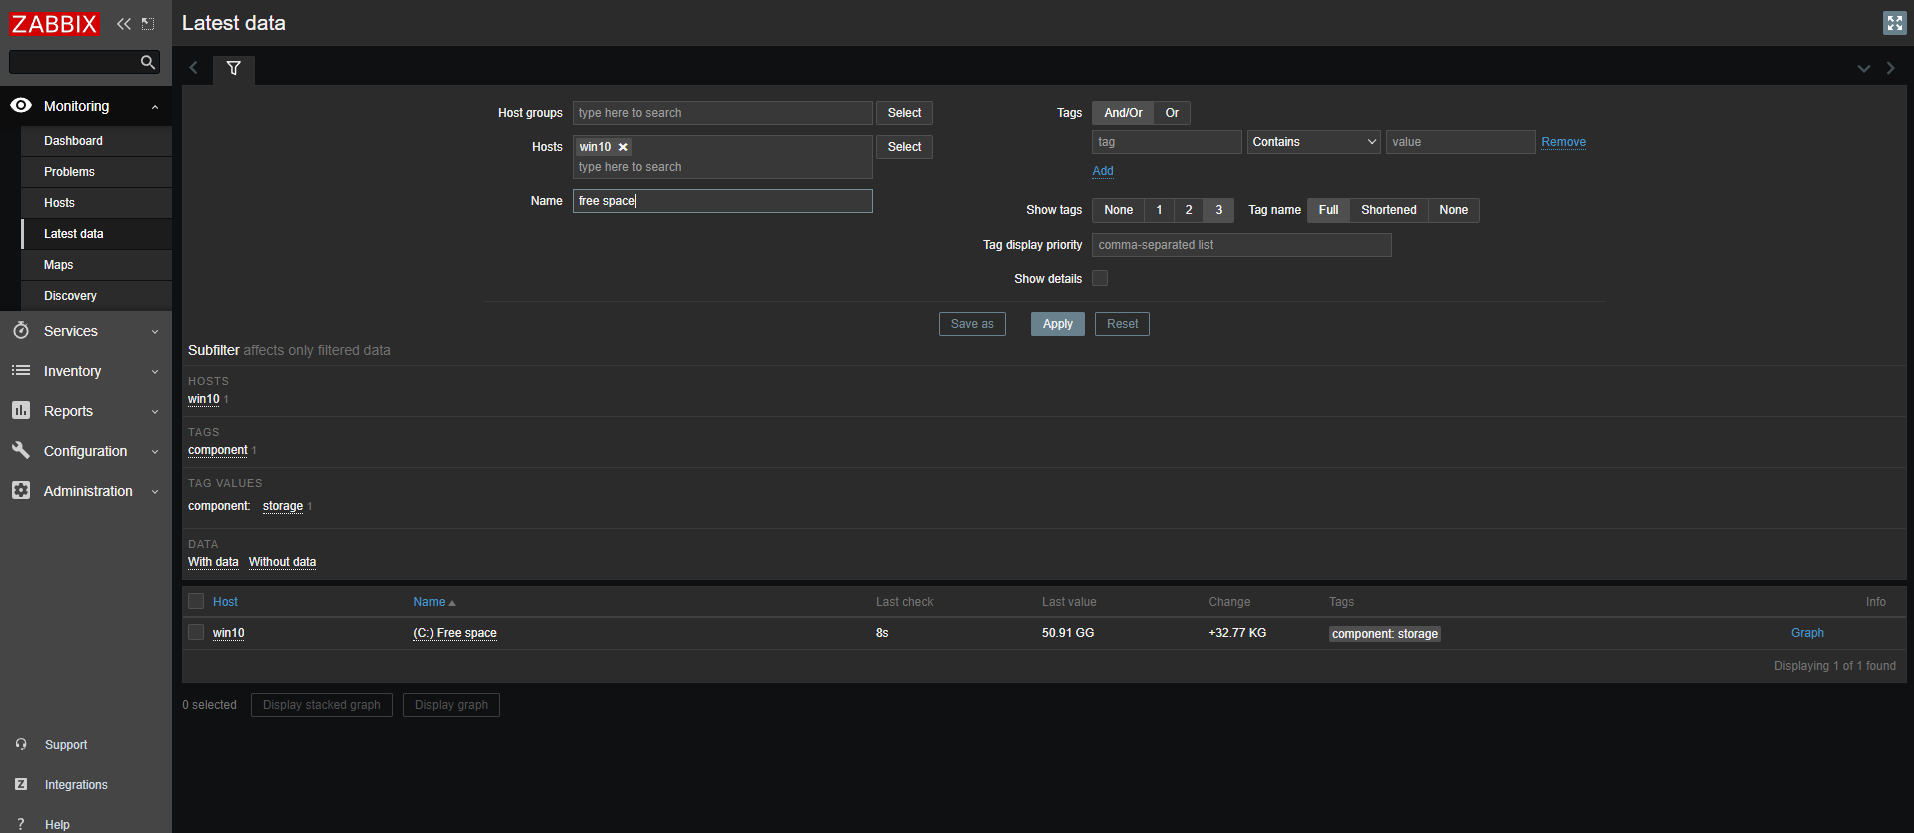 ZABBIX
Latest data
Monitoring
Dashboard
Problems
Hosts
Latest data
Maps
Discovery
Services
Inventory
Reports
Configuration
Administration
Support
Integrations
? Help
Host groups type here to search Select
Hosts win10 Select
type here to search
Name free space
Tags And/Or Or
tag Contains value Remove
Add
Show tags None 1 2 3 Tag name Full Shortened None
Tag display priority comma-separated list
Show details
Save as Apply Reset
Subfilter affects only filtered data
HOSTS
win10 1
TAGS
component 1
TAG VALUES
component: storage 1
DATA
With data Without data
Host Name Last check Last value Change Tags Info
win10 (C:) Free space 8s 50.91 GG +32.77 KG component: storage Graph
Displaying 1 of 1 found
0 selected Display stacked graph Display graph